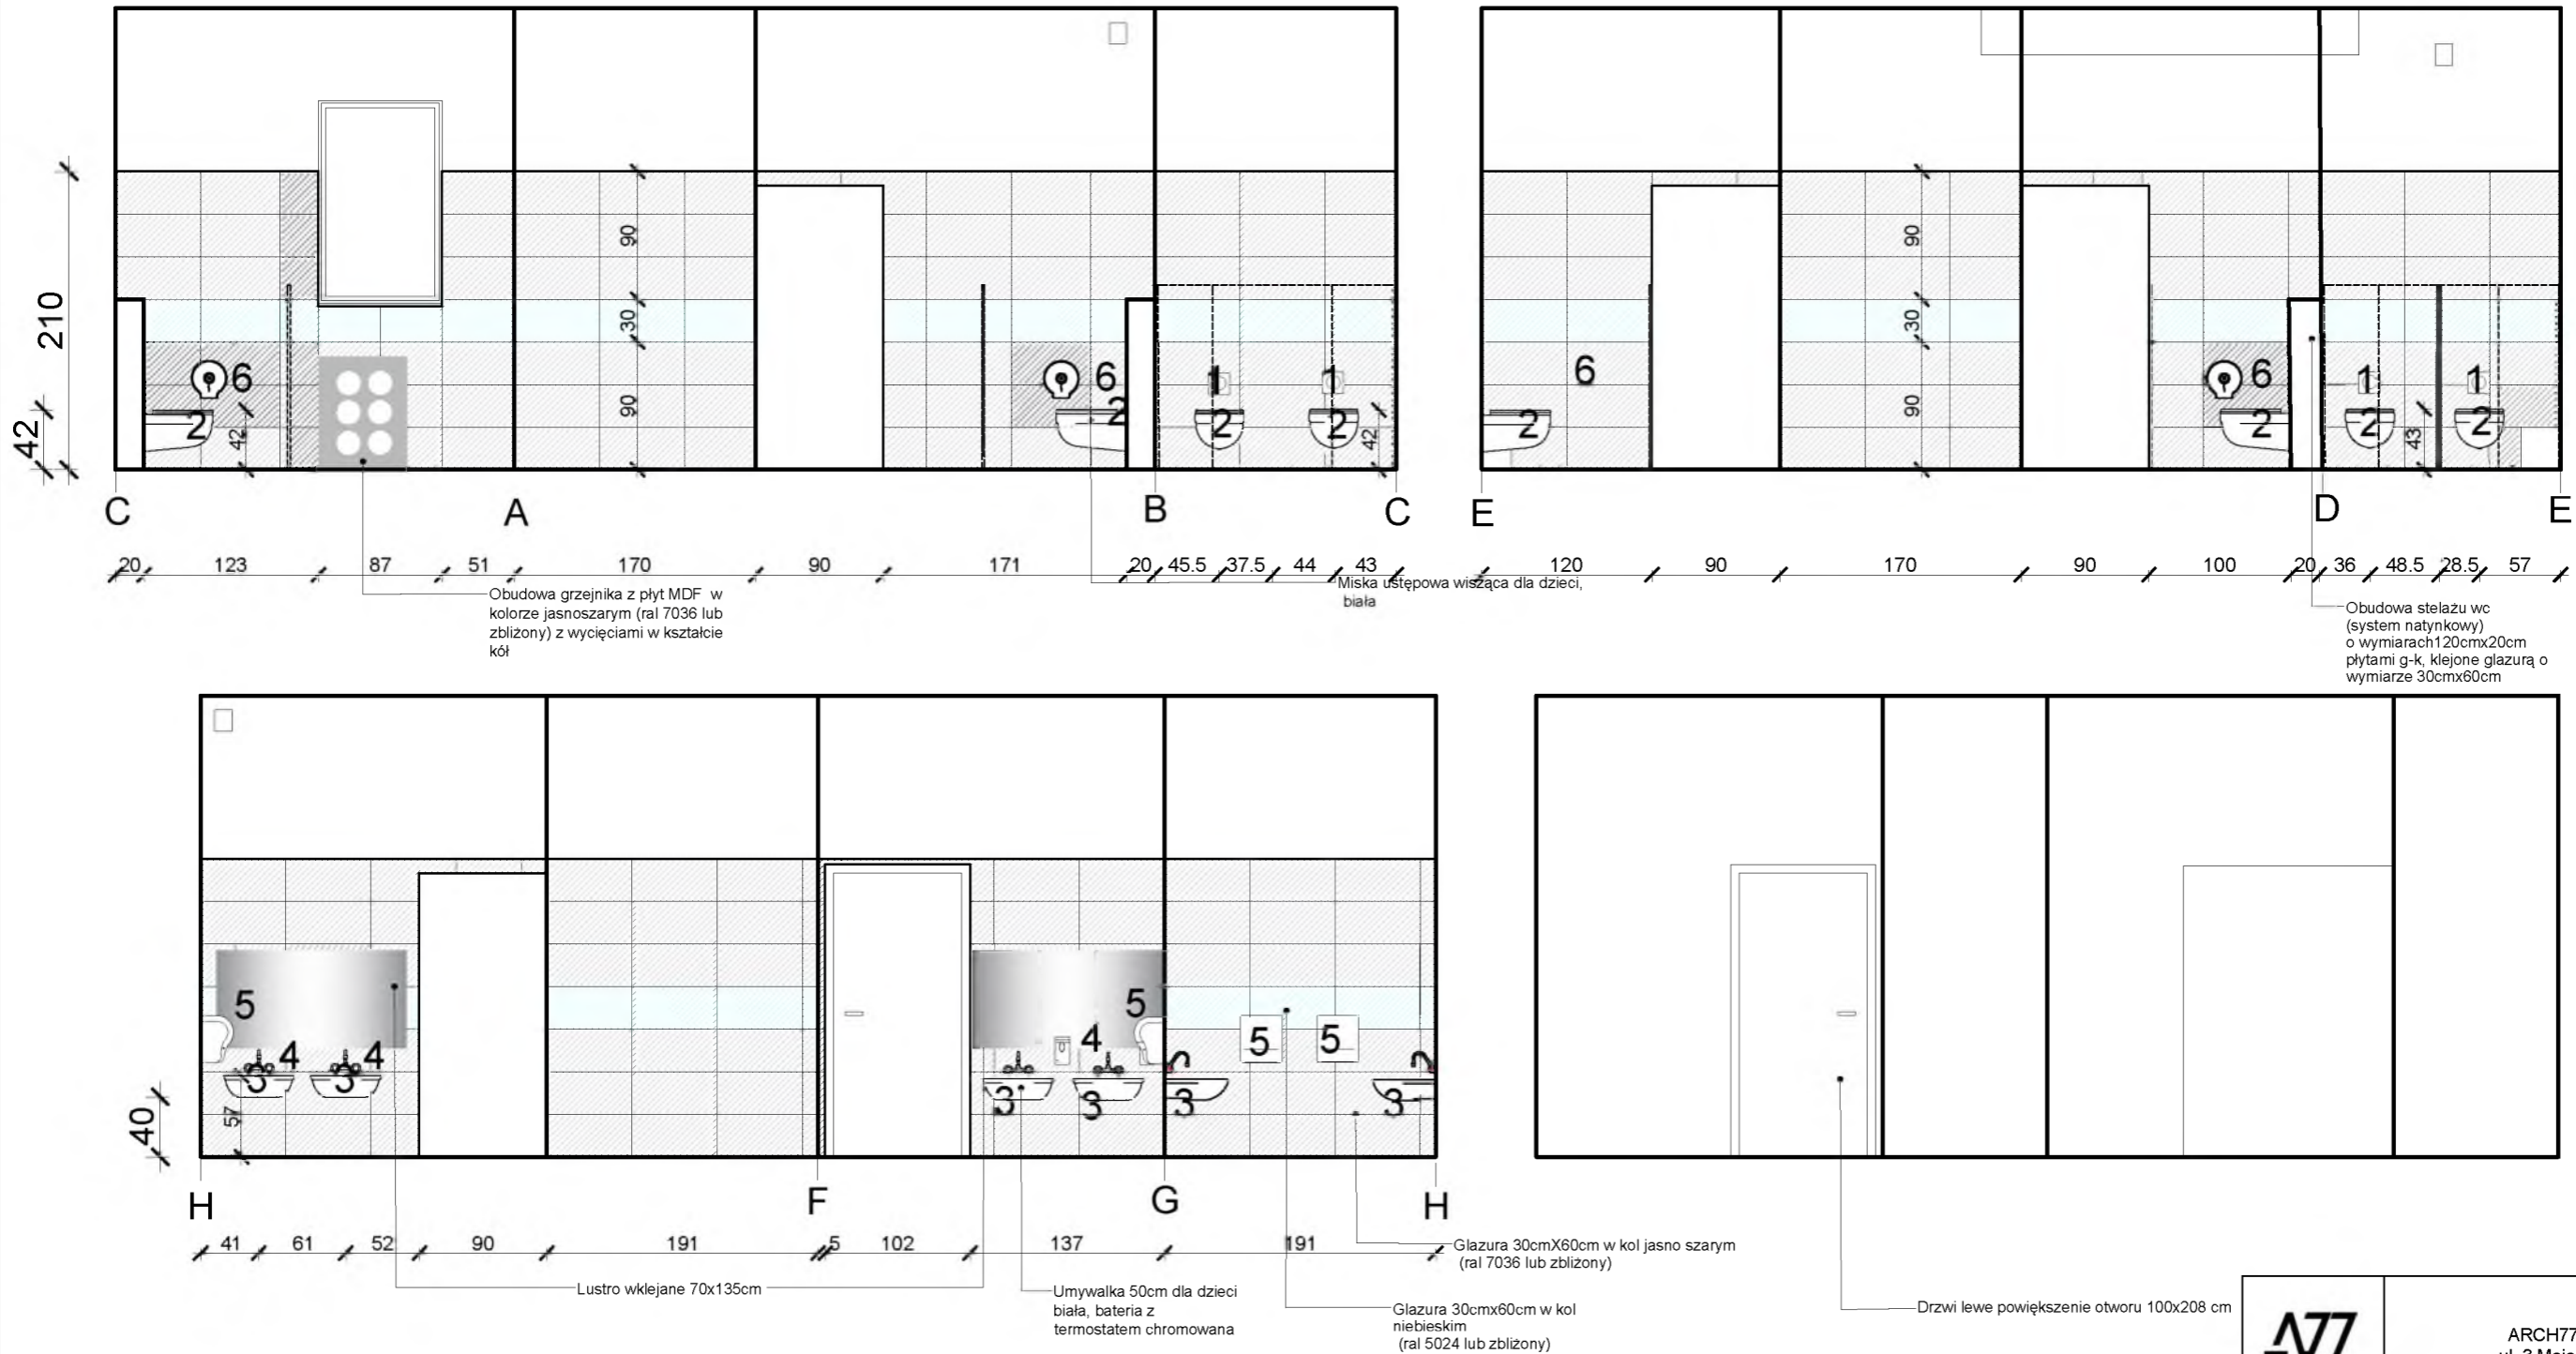 90
90
210
30
30
6
6
6
6
1
1
1
1
90
90
2
2
2
2
2
2
2
2
42
42
42
43
C
A
B
C
E
D
E
20
123
87
51
170
90
171
20
45.5
37.5
44
43
120
90
170
90
100
20
36
48.5
28.5
57
Obudowa grzejnika z płyt MDF w
kolorze jasnoszarym (ral 7036 lub
zbliżony) z wycięciami w kształcie
kół
Miska ustępowa wisząca dla dzieci,
biała
Obudowa stelażu wc
(system natynkowy)
o wymiarach120cmx20cm
płytami g-k, klejone glazurą o
wymiarze 30cmx60cm
5
5
4
4
4
5
5
3
3
3
3
3
3
57
40
H
F
G
H
41
61
52
90
191
5
102
137
191
Glazura 30cmX60cm w kol jasno szarym
(ral 7036 lub zbliżony)
Lustro wklejane 70x135cm
Umywalka 50cm dla dzieci
biała, bateria z
termostatem chromowana
Glazura 30cmx60cm w kol
niebieskim
(ral 5024 lub zbliżony)
Drzwi lewe powiększenie otworu 100x208 cm
A77
ARCH77